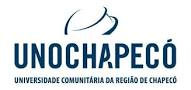 UNOCHAPECÓ
UNIVERSIDADE COMUNITÁRIA DA REGIÃO DE CHAPECÓ